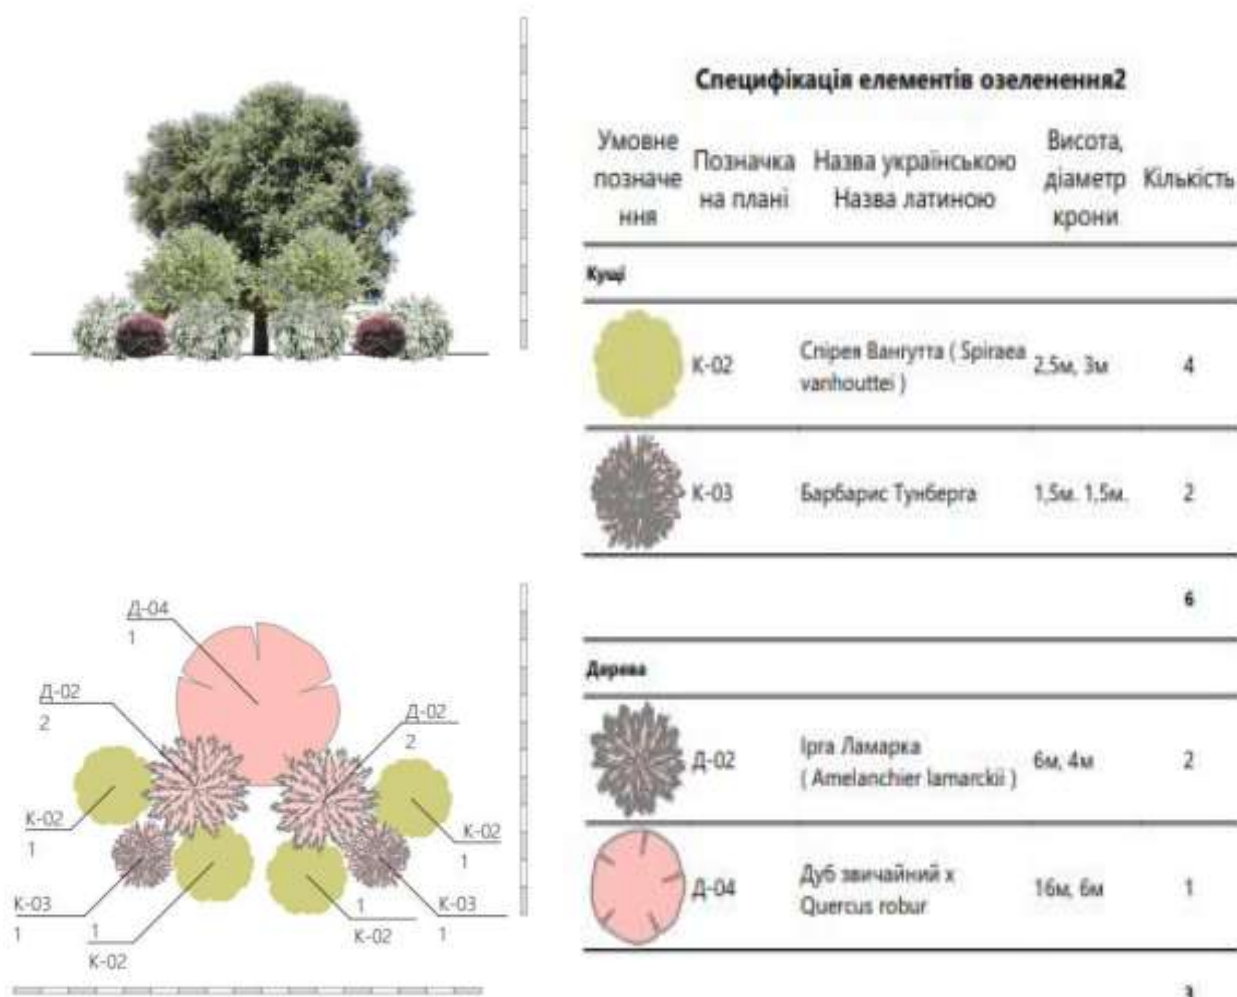 Специфікація елементів озеленення2
Умовне
позначе
ння
Позначка
на плані
Назва українською
Назва латиною
Висота,
діаметр
крони
Кількість
Кущі
К-02
Спірея Вангутта ( Spiraea
vanhouttei )
2,5м, 3м
4
К-03
Барбарис Тунберга
1,5м. 1,5м.
2
6
Дерева
Д-02
Ірга Ламарка
( Amelanchier lamarckii )
6м, 4м
2
Д-04
Дуб звичайний х
Quercus robur
16м, 6м
1
3
Д-04
1
Д-02
2
Д-02
2
К-02
1
К-02
1
К-03
1
1
К-02
1
К-02
К-03
1